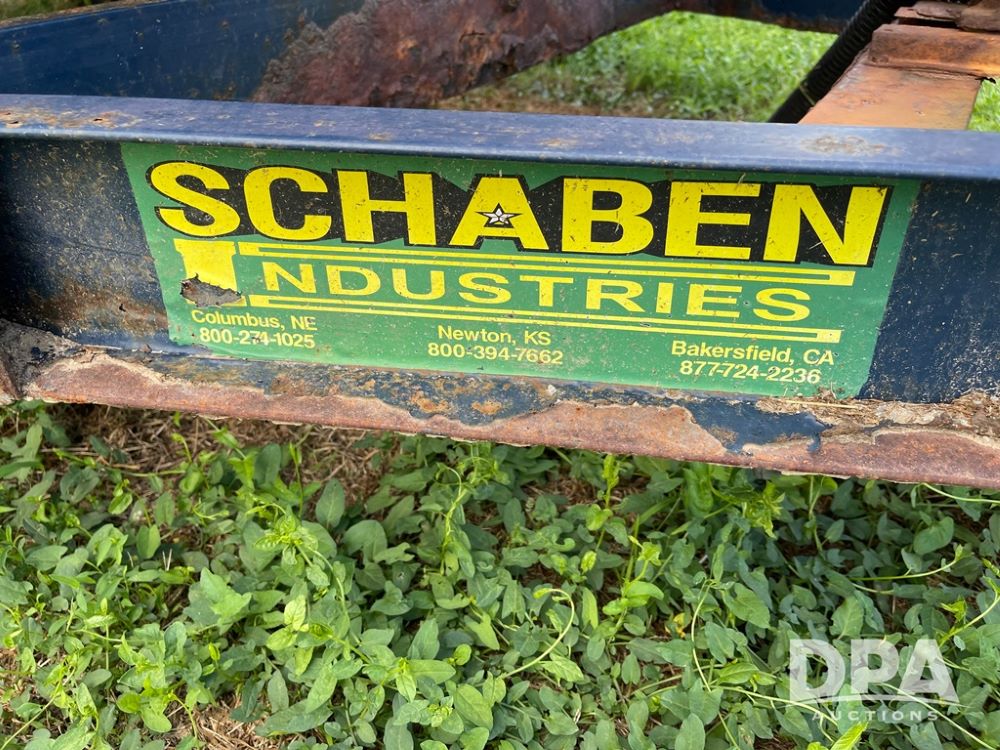 SCHABEN
INDUSTRIES
Columbus, NE
800-274-1025
Newton, KS
800-394-7662
Bakersfield, CA
877-724-2236
DPA
AUCTIONS